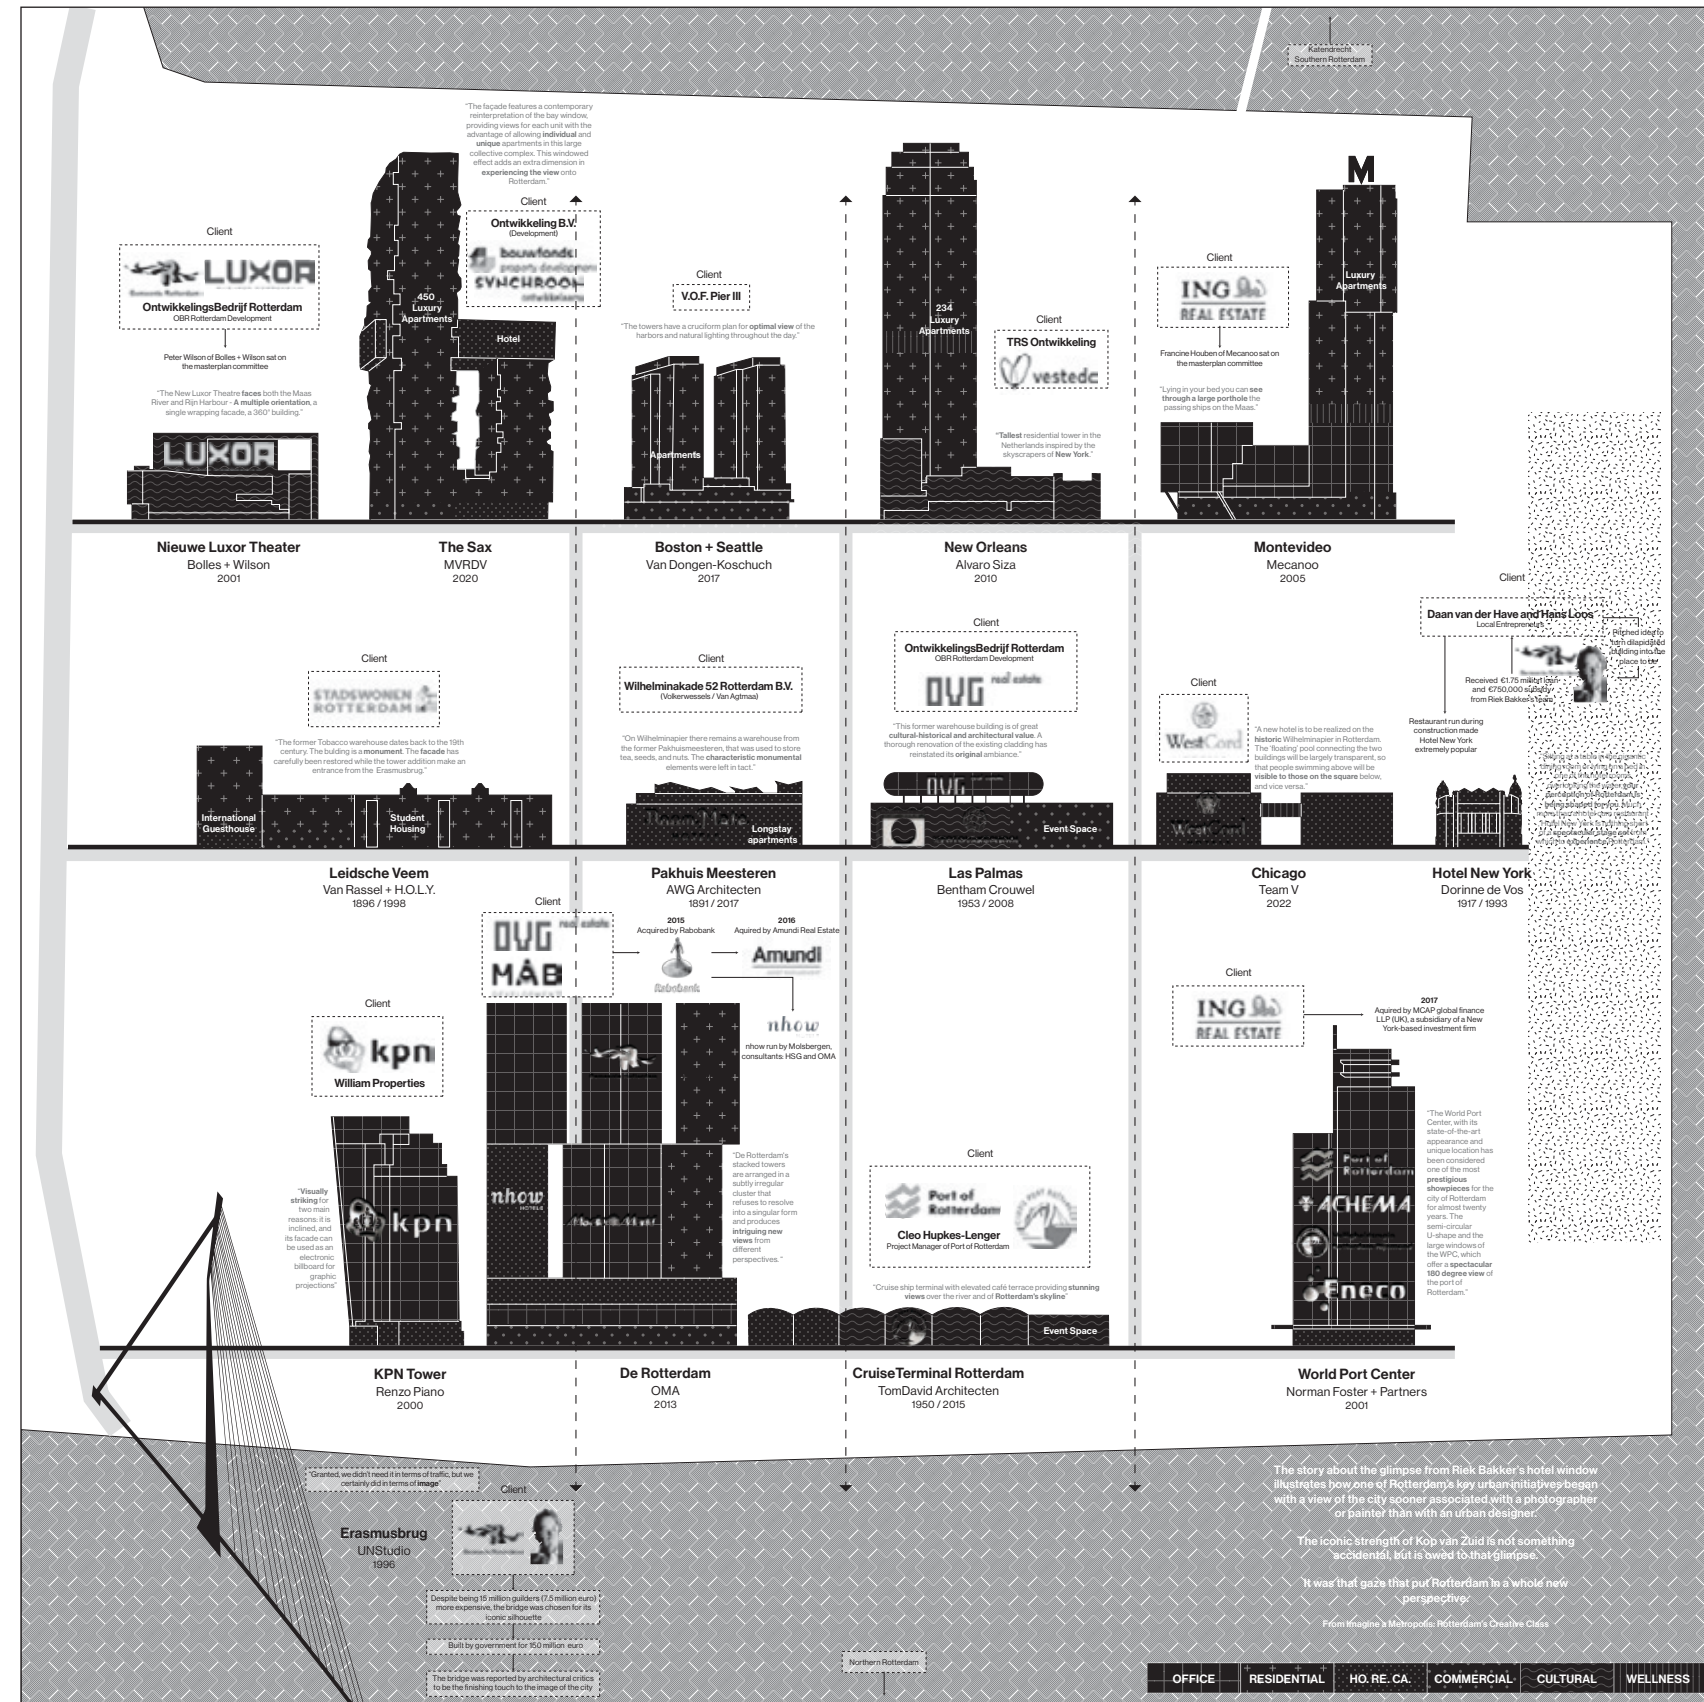 Katendrecht
Southern Rotterdam
"The façade features a contemporary
reinterpretation of the bay window,
providing views for each unit with the
advantage of allowing individual and
unique apartments in this large
collective complex. This windowed
effect adds an extra dimension in
experiencing the view onto
Rotterdam."
Client
LUXOR
OntwikkelingsBedrijf Rotterdam
OBR Rotterdam Development
Peter Wilson of Bolles + Wilson sat on
the masterplan committee
"The New Luxor Theatre faces both the Maas
River and Rijn Harbour - A multiple orientation, a
single wrapping facade, a 360° building."
LUXOR
450
Luxury
Apartments
Client
Ontwikkeling B.V.
(Development)
bouwfonds
property development
SYNCHROON
ontwikkelaars
Hotel
Client
V.O.F. Pier III
"The towers have a cruciform plan for optimal view of the
harbors and natural lighting throughout the day."
Apartments
234
Luxury
Apartments
Client
TRS Ontwikkeling
vesteda
"Tallest residential tower in the
Netherlands inspired by the
skyscrapers of New York."
Client
ING
REAL ESTATE
Francine Houben of Mecanoo sat on
the masterplan committee
"Lying in your bed you can see
through a large porthole the
passing ships on the Maas."
M
Luxury
Apartments
Nieuwe Luxor Theater
Bolles + Wilson
2001
The Sax
MVRDV
2020
Boston + Seattle
Van Dongen-Koschuch
2017
New Orleans
Alvaro Siza
2010
Montevideo
Mecanoo
2005
Client
STADSWONEN
ROTTERDAM
"The former Tobacco warehouse dates back to the 19th
century. The bulding is a monument. The facade has
carefully been restored while the tower addition make an
entrance from the Erasmusbrug."
International
Guesthouse
Student
Housing
Client
Wilhelminakade 52 Rotterdam B.V.
(Volkerwessels / Van Agtmaa)
"On Wilhelminapier there remains a warehouse from
the former Pakhuismeesteren, that was used to store
tea, seeds, and nuts. The characteristic monumental
elements were left in tact."
Longstay
apartments
Client
OntwikkelingsBedrijf Rotterdam
OBR Rotterdam Development
OVG real estate
"This former warehouse building is of great
cultural-historical and architectural value. A
thorough renovation of the existing cladding has
reinstated its original ambiance."
OVG
Event Space
Client
WestCord
"A new hotel is to be realized on the
historic Wilhelminapier in Rotterdam.
The 'floating' pool connecting the two
buildings will be largely transparent, so
that people swimming above will be
visible to those on the square below,
and vice versa."
WestCord
Client
Daan van der Have and Hans Loos
Local Entrepreneurs
Pitched idea to
turn dilapidated
building into the
place to be
Received €1.75 million loan
and €750,000 subsidy
from Riek Bakker's team
Restaurant run during
construction made
Hotel New York
extremely popular
Leidsche Veem
Van Rassel + H.O.L.Y.
1896 / 1998
Pakhuis Meesteren
AWG Architecten
1891 / 2017
Las Palmas
Bentham Crouwel
1953 / 2008
Chicago
Team V
2022
Hotel New York
Dorinne de Vos
1917 / 1993
Client
OVG real estate
MAB
2015
Acquired by Rabobank
Rabobank
2016
Aquired by Amundi Real Estate
Amundi
nhow
nhow run by Molsbergen,
consultants: HSG and OMA
Client
kpn
William Properties
"Visually
striking for
two main
reasons: it is
inclined, and
its facade can
be used as an
electronic
billboard for
graphic
projections"
kpn
nhow
HOTELS
"De Rotterdam's
stacked towers
are arranged in a
subtly irregular
cluster that
refuses to resolve
into a singular form
and produces
intriguing new
views from
different
perspectives."
Client
Port of
Rotterdam
Cleo Hupkes-Lenger
Project Manager of Port of Rotterdam
"Cruise ship terminal with elevated café terrace providing stunning
views over the river and of Rotterdam's skyline"
Event Space
Client
ING
REAL ESTATE
2017
Aquired by MCAP global finance
LLP (UK), a subsidiary of a New
York-based investment firm
Port of
Rotterdam
ACHEMA
Eneco
"The World Port
Center, with its
state-of-the-art
appearance and
unique location has
been considered
one of the most
prestigious
showpieces for the
city of Rotterdam
for almost twenty
years. The
semi-circular
U-shape and the
large windows of
the WPC, which
offer a spectacular
180 degree view of
the port of
Rotterdam."
KPN Tower
Renzo Piano
2000
De Rotterdam
OMA
2013
CruiseTerminal Rotterdam
TomDavid Architecten
1950 / 2015
World Port Center
Norman Foster + Partners
2001
"Granted, we didn't need it in terms of traffic, but we
certainly did in terms of image"
Client
Erasmusbrug
UNStudio
1996
Despite being 15 million guilders (7.5 million euro)
more expensive, the bridge was chosen for its
iconic silhouette
Built by government for 150 million euro
The bridge was reported by architectural critics
to be the finishing touch to the image of the city
Northern Rotterdam
The story about the glimpse from Riek Bakker's hotel window
illustrates how one of Rotterdam's key urban initiatives began
with a view of the city sooner associated with a photographer
or painter than with an urban designer.
The iconic strength of Kop van Zuid is not something
accidental, but is owed to that glimpse.
It was that gaze that put Rotterdam in a whole new
perspective.
From Imagine a Metropolis: Rotterdam's Creative Class
OFFICE
RESIDENTIAL
HO. RE. CA.
COMMERCIAL
CULTURAL
WELLNESS